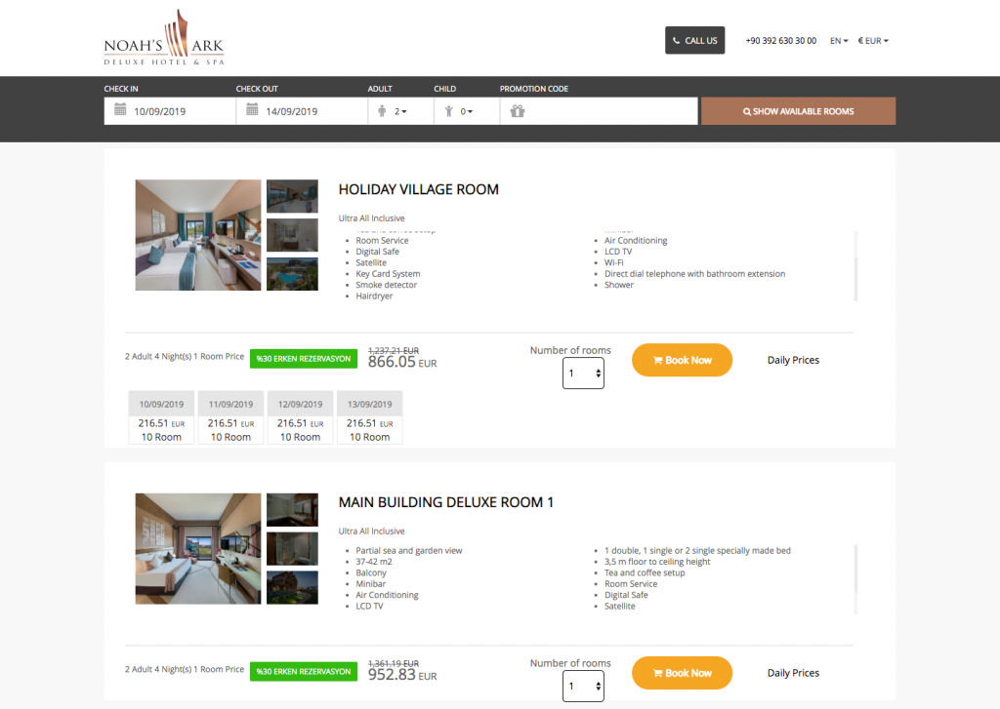 NOAH'S ARK
DELUXE HOTEL & SPA
CALL US
+90 392 630 30 00
EN
€ EUR
CHECK IN
CHECK OUT
ADULT
CHILD
PROMOTION CODE
10/09/2019
14/09/2019
2
0
SHOW AVAILABLE ROOMS
HOLIDAY VILLAGE ROOM
Ultra All Inclusive
Room Service
Digital Safe
Satellite
Key Card System
Smoke detector
Hairdryer
Air Conditioning
LCD TV
Wi-Fi
Direct dial telephone with bathroom extension
Shower
2 Adult 4 Night(s) 1 Room Price
%30 ERKEN REZERVASYON
1,237.21 EUR
866.05 EUR
Number of rooms
1
Book Now
Daily Prices
10/09/2019 11/09/2019 12/09/2019 13/09/2019
216.51 EUR 216.51 EUR 216.51 EUR 216.51 EUR
10 Room 10 Room 10 Room 10 Room
MAIN BUILDING DELUXE ROOM 1
Ultra All Inclusive
Partial sea and garden view
37-42 m2
Balcony
Minibar
Air Conditioning
LCD TV
1 double, 1 single or 2 single specially made bed
3,5 m floor to ceiling height
Tea and coffee setup
Room Service
Digital Safe
Satellite
2 Adult 4 Night(s) 1 Room Price
%30 ERKEN REZERVASYON
1,361.19 EUR
952.83 EUR
Number of rooms
1
Book Now
Daily Prices